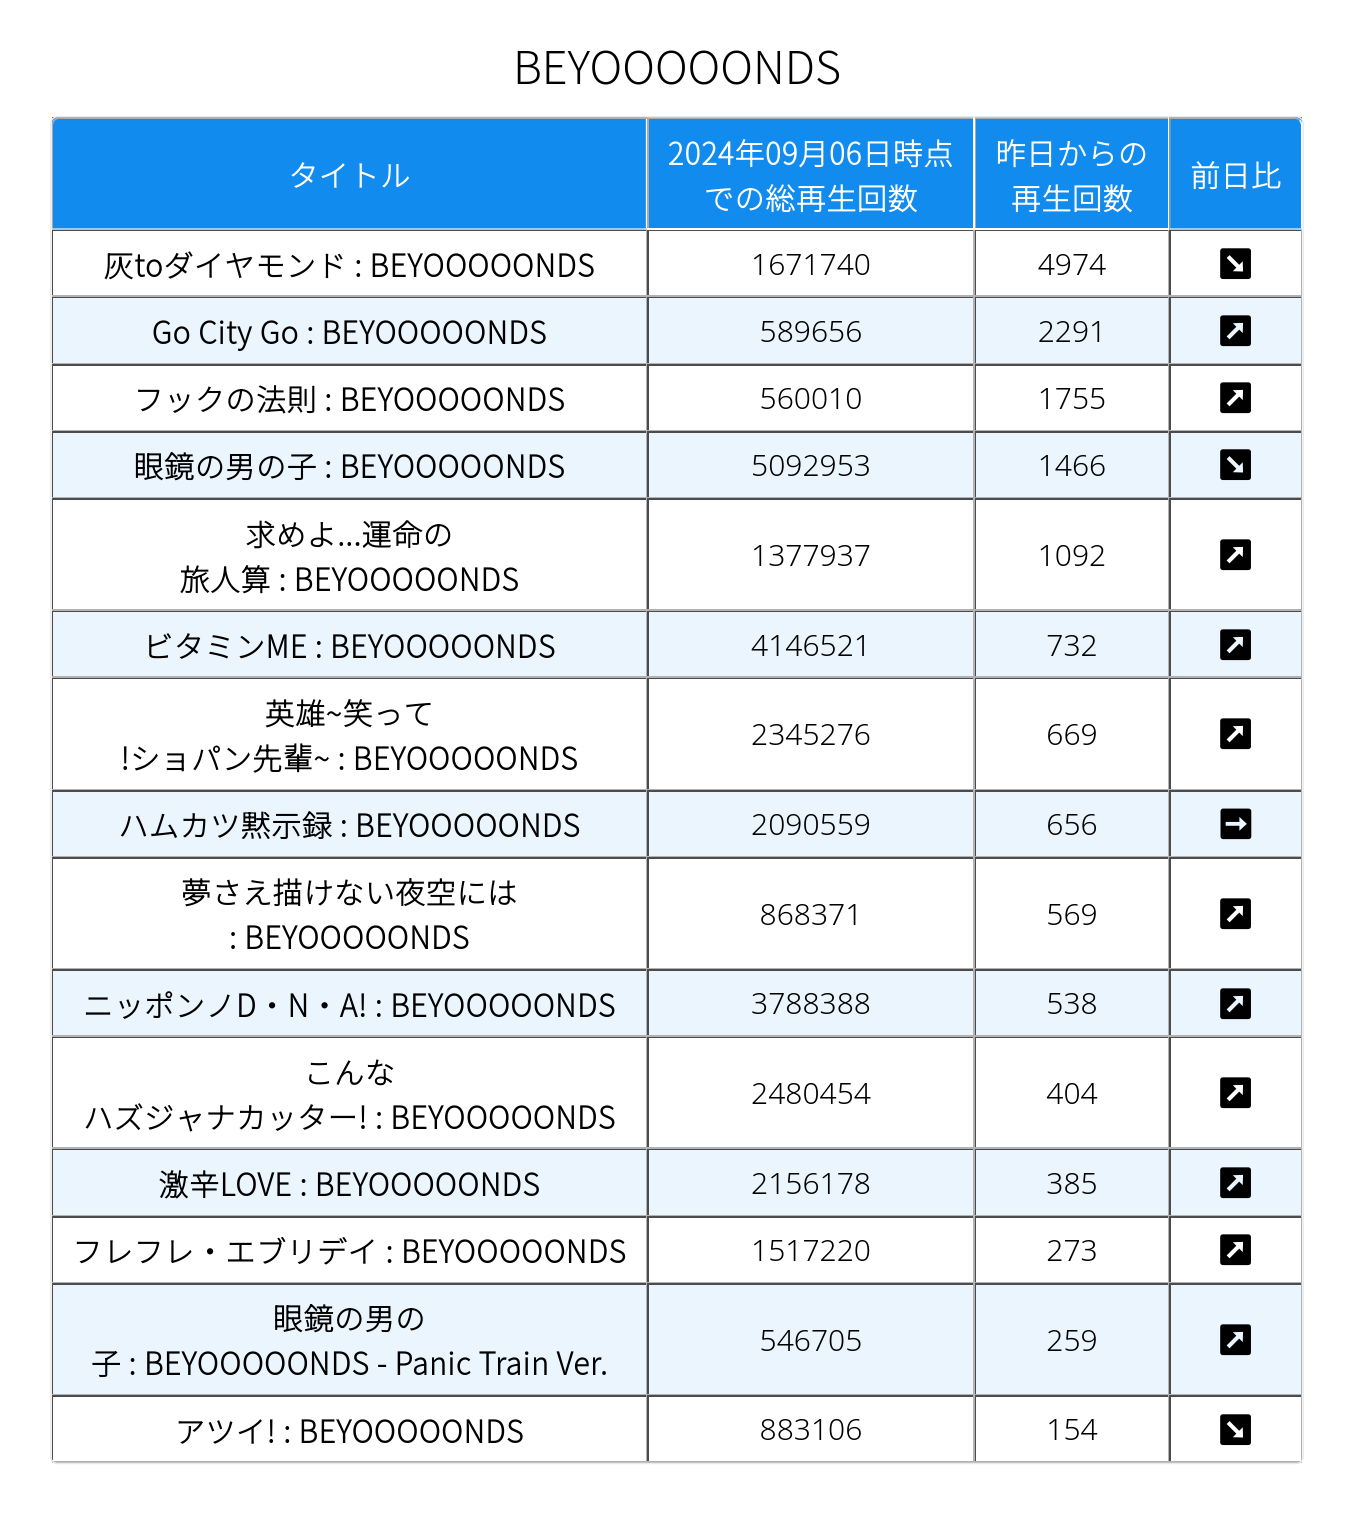 BEYOOOOONDS
タイトル
2024年09月06日時点
での総再生回数
昨日からの
再生回数
前日比
灰toダイヤモンド : BEYOOOOONDS 1671740 4974 ↘
Go City Go : BEYOOOOONDS 589656 2291 ↗
フックの法則 : BEYOOOOONDS 560010 1755 ↗
眼鏡の男の子 : BEYOOOOONDS 5092953 1466 ↘
求めよ...運命の
旅人算 : BEYOOOOONDS 1377937 1092 ↗
ビタミンME : BEYOOOOONDS 4146521 732 ↗
英雄~笑って
!ショパン先輩~ : BEYOOOOONDS 2345276 669 ↗
ハムカツ黙示録 : BEYOOOOONDS 2090559 656 →
夢さえ描けない夜空には
: BEYOOOOONDS 868371 569 ↗
ニッポンノD・N・A! : BEYOOOOONDS 3788388 538 ↗
こんな
ハズジャナカッター! : BEYOOOOONDS 2480454 404 ↗
激辛LOVE : BEYOOOOONDS 2156178 385 ↗
フレフレ・エブリデイ : BEYOOOOONDS 1517220 273 ↗
眼鏡の男の
子 : BEYOOOOONDS - Panic Train Ver. 546705 259 ↗
アツイ! : BEYOOOOONDS 883106 154 ↘